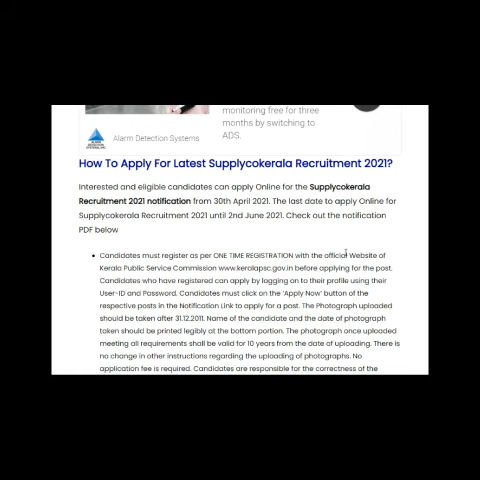 monitoring free for three
months by switching to
ADS.
ALARM DETECTION SYSTEMS, INC.
Alarm Detection Systems
How To Apply For Latest Supplycokerala Recruitment 2021?
Interested and eligible candidates can apply Online for the Supplycokerala
Recruitment 2021 notification from 30th April 2021. The last date to apply Online for
Supplycokerala Recruitment 2021 until 2nd June 2021. Check out the notification
PDF below
Candidates must register as per ONE TIME REGISTRATION with the official Website of
Kerala Public Service Commission www.keralapsc.gov.in before applying for the post.
Candidates who have registered can apply by logging on to their profile using their
User-ID and Password. Candidates must click on the 'Apply Now' button of the
respective posts in the Notification Link to apply for a post. The Photograph uploaded
should be taken after 31.12.2011. Name of the candidate and the date of photograph
taken should be printed legibly at the bottom portion. The photograph once uploaded
meeting all requirements shall be valid for 10 years from the date of uploading. There is
no change in other instructions regarding the uploading of photographs. No
application fee is required. Candidates are responsible for the correctness of the